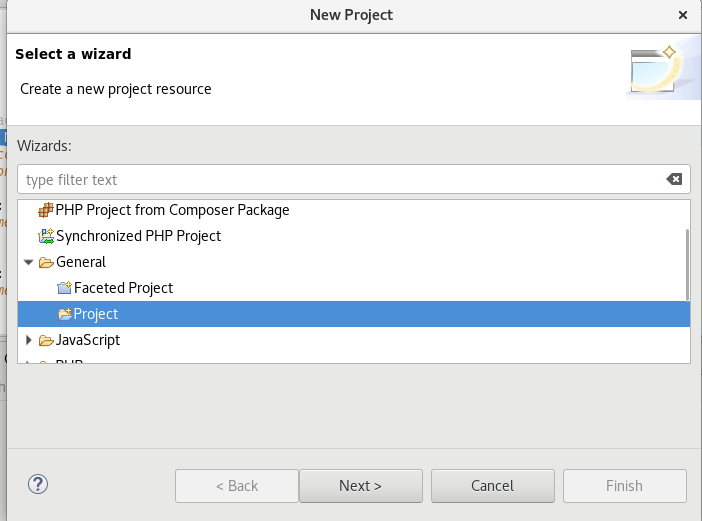 New Project
Select a wizard
Create a new project resource
Wizards:
type filter text
PHP Project from Composer Package
Synchronized PHP Project
General
Faceted Project
Project
JavaScript
PHP
< Back
Next >
Cancel
Finish